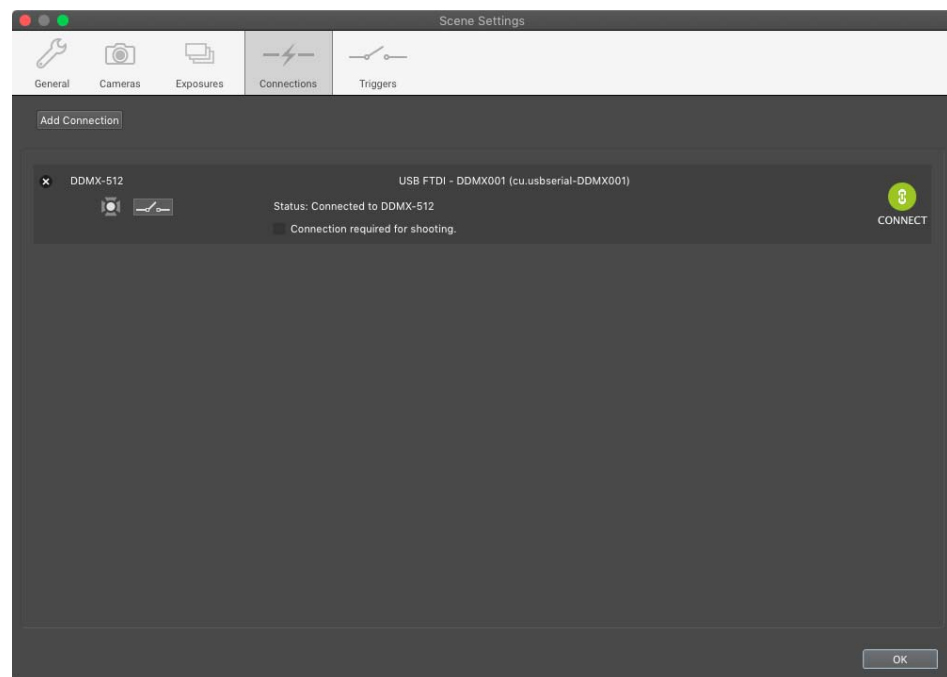 Scene Settings
General Cameras Exposures Connections Triggers
Add Connection
DDMX-512 USB FTDI - DDMX001 (cu.usbserial-DDMX001)
Status: Connected to DDMX-512
CONNECT
Connection required for shooting.
OK